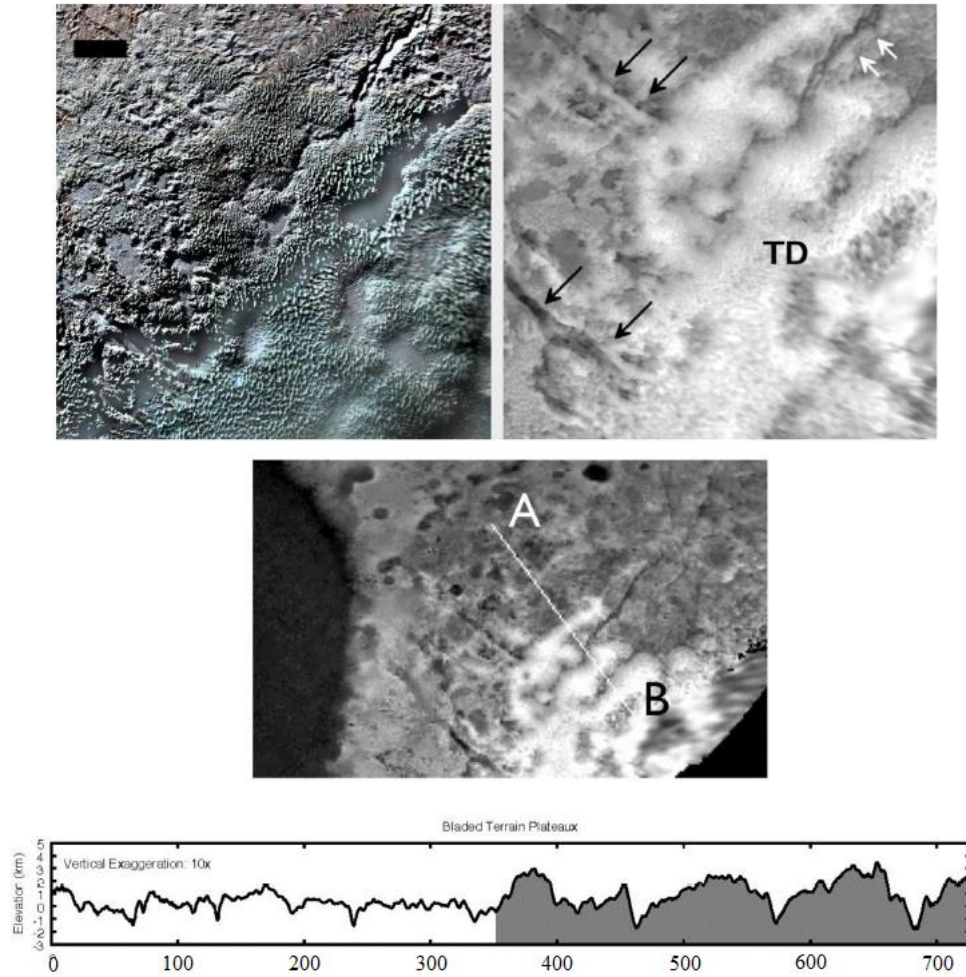 TD
A
B
Bladed Terrain Plateaux
Vertical Exaggeration: 10x
Elevation (km)
5
4
3
2
1
0
-1
-2
-3
0 100 200 300 400 500 600 700